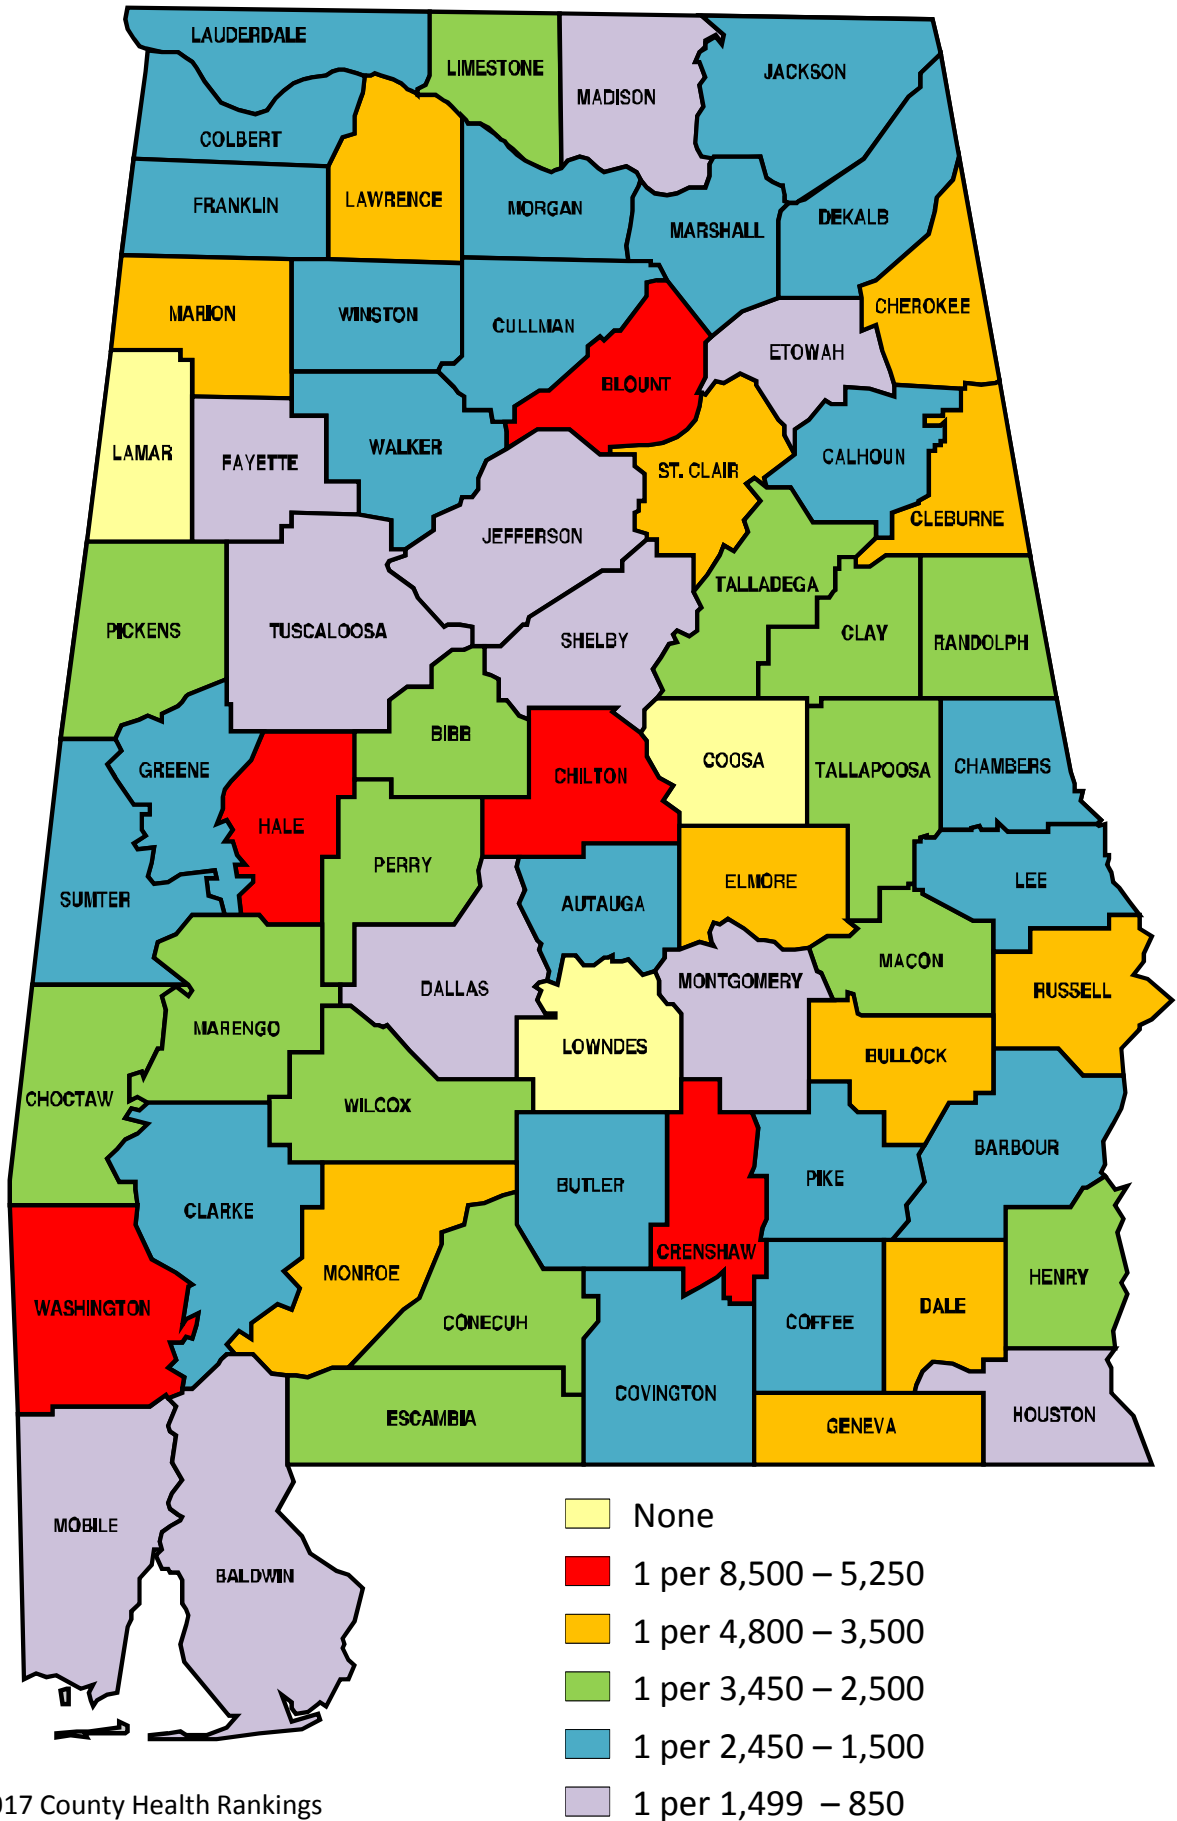 LAUDERDALE
LIMESTONE
MADISON
JACKSON
COLBERT
LAWRENCE
FRANKLIN
MORGAN
MARSHALL
DEKALB
MARION
WINSTON
CULLMAN
CHEROKEE
ETOWAH
BLOUNT
LAMAR
FAYETTE
WALKER
ST. CLAIR
CALHOUN
CLEBURNE
JEFFERSON
TALLADEGA
PICKENS
TUSCALOOSA
SHELBY
CLAY
RANDOLPH
BIBB
GREENE
CHILTON
COOSA
TALLAPOOSA
CHAMBERS
HALE
PERRY
SUMTER
AUTAUGA
ELMORE
LEE
DALLAS
MONTGOMERY
MACON
RUSSELL
MARENGO
LOWNDES
BULLOCK
CHOCTAW
WILCOX
BARBOUR
CLARKE
BUTLER
PIKE
CRENSHAW
MONROE
HENRY
WASHINGTON
CONECUH
COFFEE
DALE
COVINGTON
ESCAMBIA
GENEVA
HOUSTON
MOBILE
BALDWIN
None
1 per 8,500 – 5,250
1 per 4,800 – 3,500
1 per 3,450 – 2,500
1 per 2,450 – 1,500
1 per 1,499 – 850
017 County Health Rankings